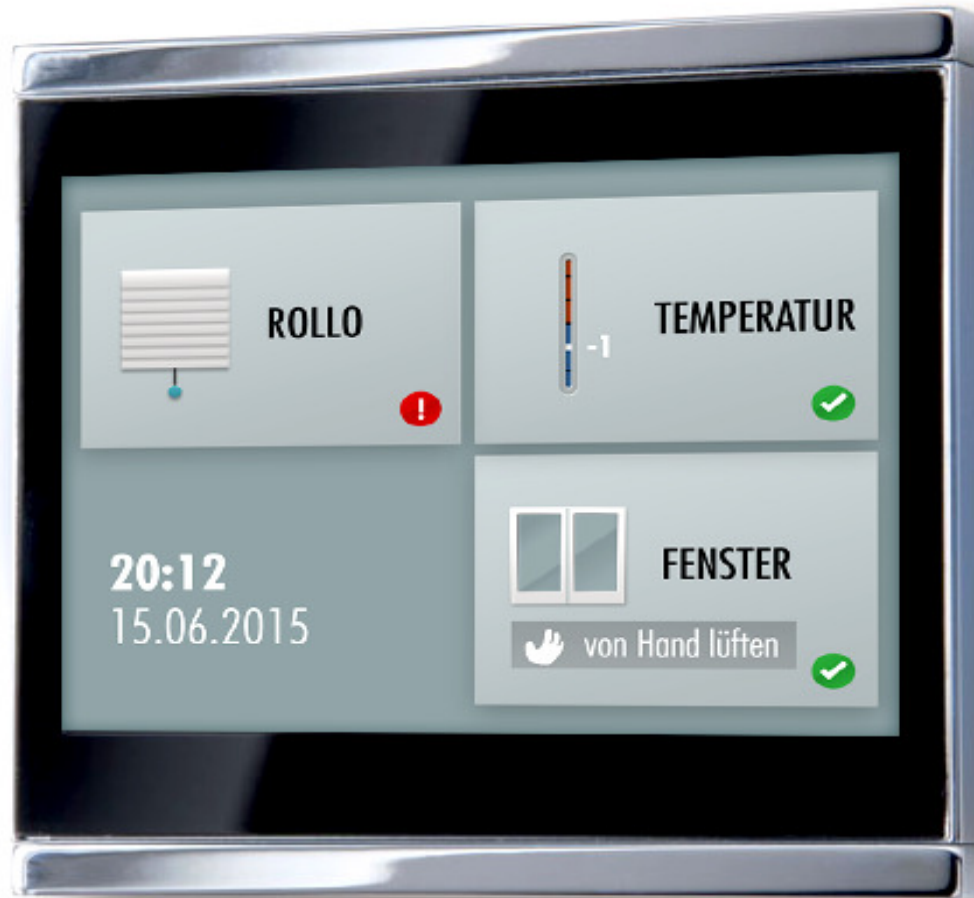 ROLLO
TEMPERATUR
-1
20:12
15.06.2015
FENSTER
von Hand lüften